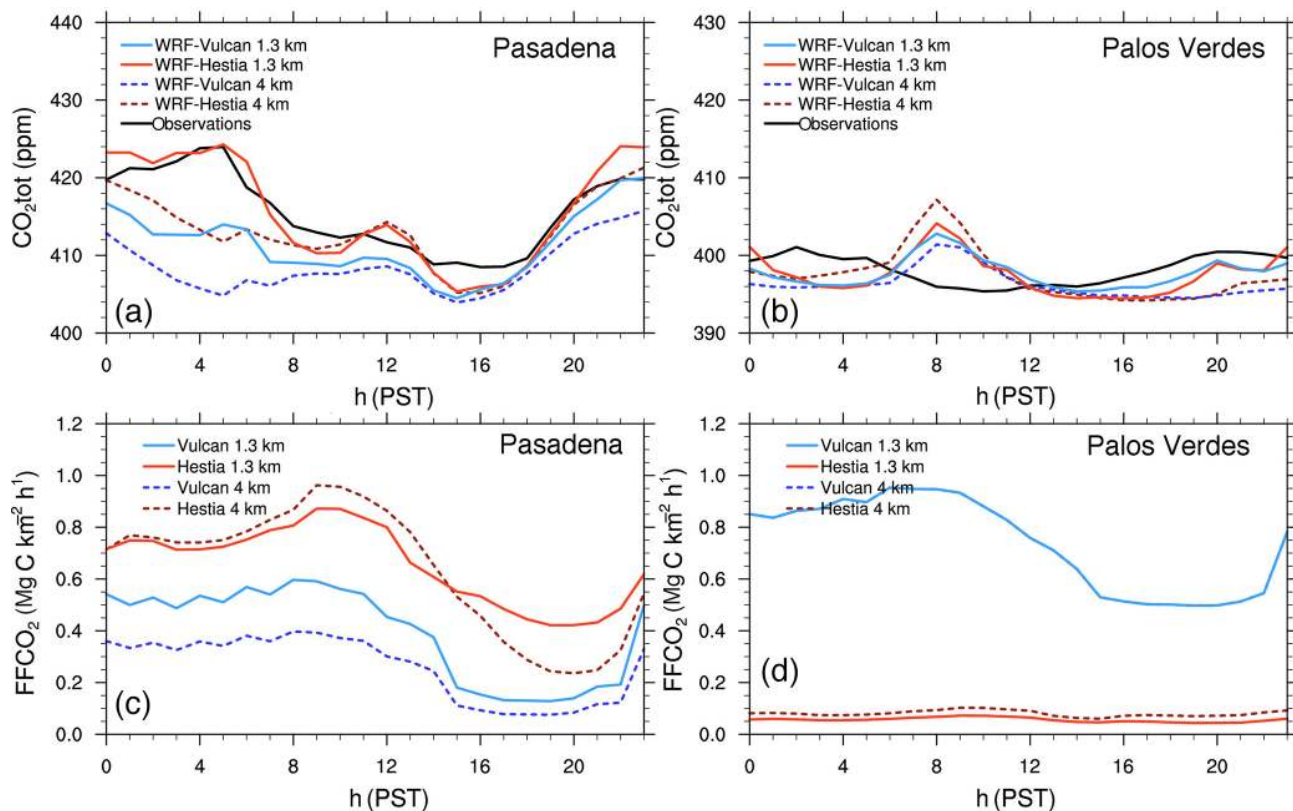 440
430
420
410
400
CO₂tot (ppm)
WRF-Vulcan 1.3 km
WRF-Hestia 1.3 km
WRF-Vulcan 4 km
WRF-Hestia 4 km
Observations
Pasadena
(a)
0 4 8 12 16 20
h (PST)
430
420
410
400
390
CO₂tot (ppm)
WRF-Vulcan 1.3 km
WRF-Hestia 1.3 km
WRF-Vulcan 4 km
WRF-Hestia 4 km
Observations
Palos Verdes
(b)
0 4 8 12 16 20
h (PST)
1.2
1.0
0.8
0.6
0.4
0.2
0.0
FFCO₂ (Mg C km⁻² h¹)
Vulcan 1.3 km
Hestia 1.3 km
Vulcan 4 km
Hestia 4 km
Pasadena
(c)
0 4 8 12 16 20
h (PST)
1.2
1.0
0.8
0.6
0.4
0.2
0.0
FFCO₂ (Mg C km⁻² h¹)
Vulcan 1.3 km
Hestia 1.3 km
Vulcan 4 km
Hestia 4 km
Palos Verdes
(d)
0 4 8 12 16 20
h (PST)